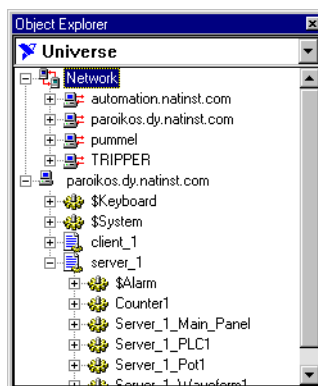 Object Explorer
Universe
Network
automation.natinst.com
paroikos.dy.natinst.com
pummel
TRIPPER
paroikos.dy.natinst.com
$Keyboard
$System
client_1
server_1
$Alarm
Counter1
Server_1_Main_Panel
Server_1_PLC1
Server_1_Pot1